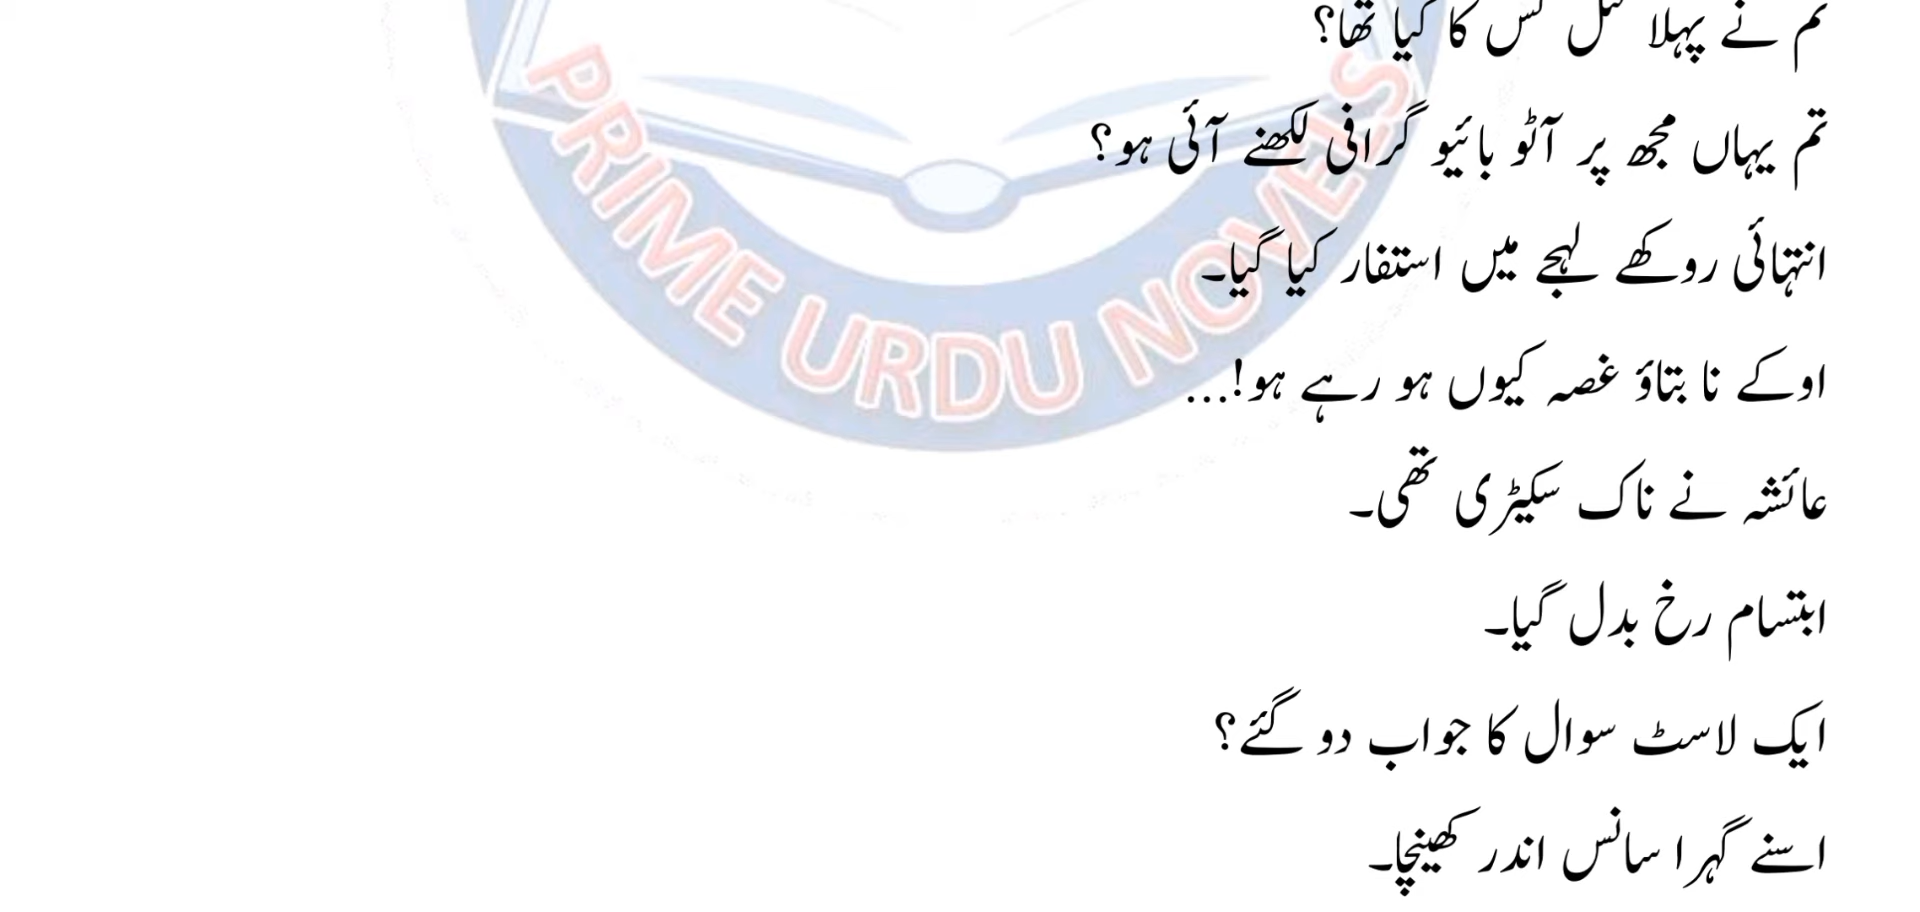 تم نے پہلا قتل کس کا کیا تھا؟
تم یہاں مجھ پر آٹو بائیو گرافی لکھنے آئی ہو؟
انتہائی روکھے لہجے میں استفار کیا گیا۔
اوکے نا بتاؤ غصہ کیوں ہو رہے ہو!...
عائشہ نے ناک سکیڑی تھی۔
ابتسام رخ بدل گیا۔
ایک لاسٹ سوال کا جواب دو گئے؟
اسنے گہرا سانس اندر کھینچا۔
PRIME URDU NOVELS